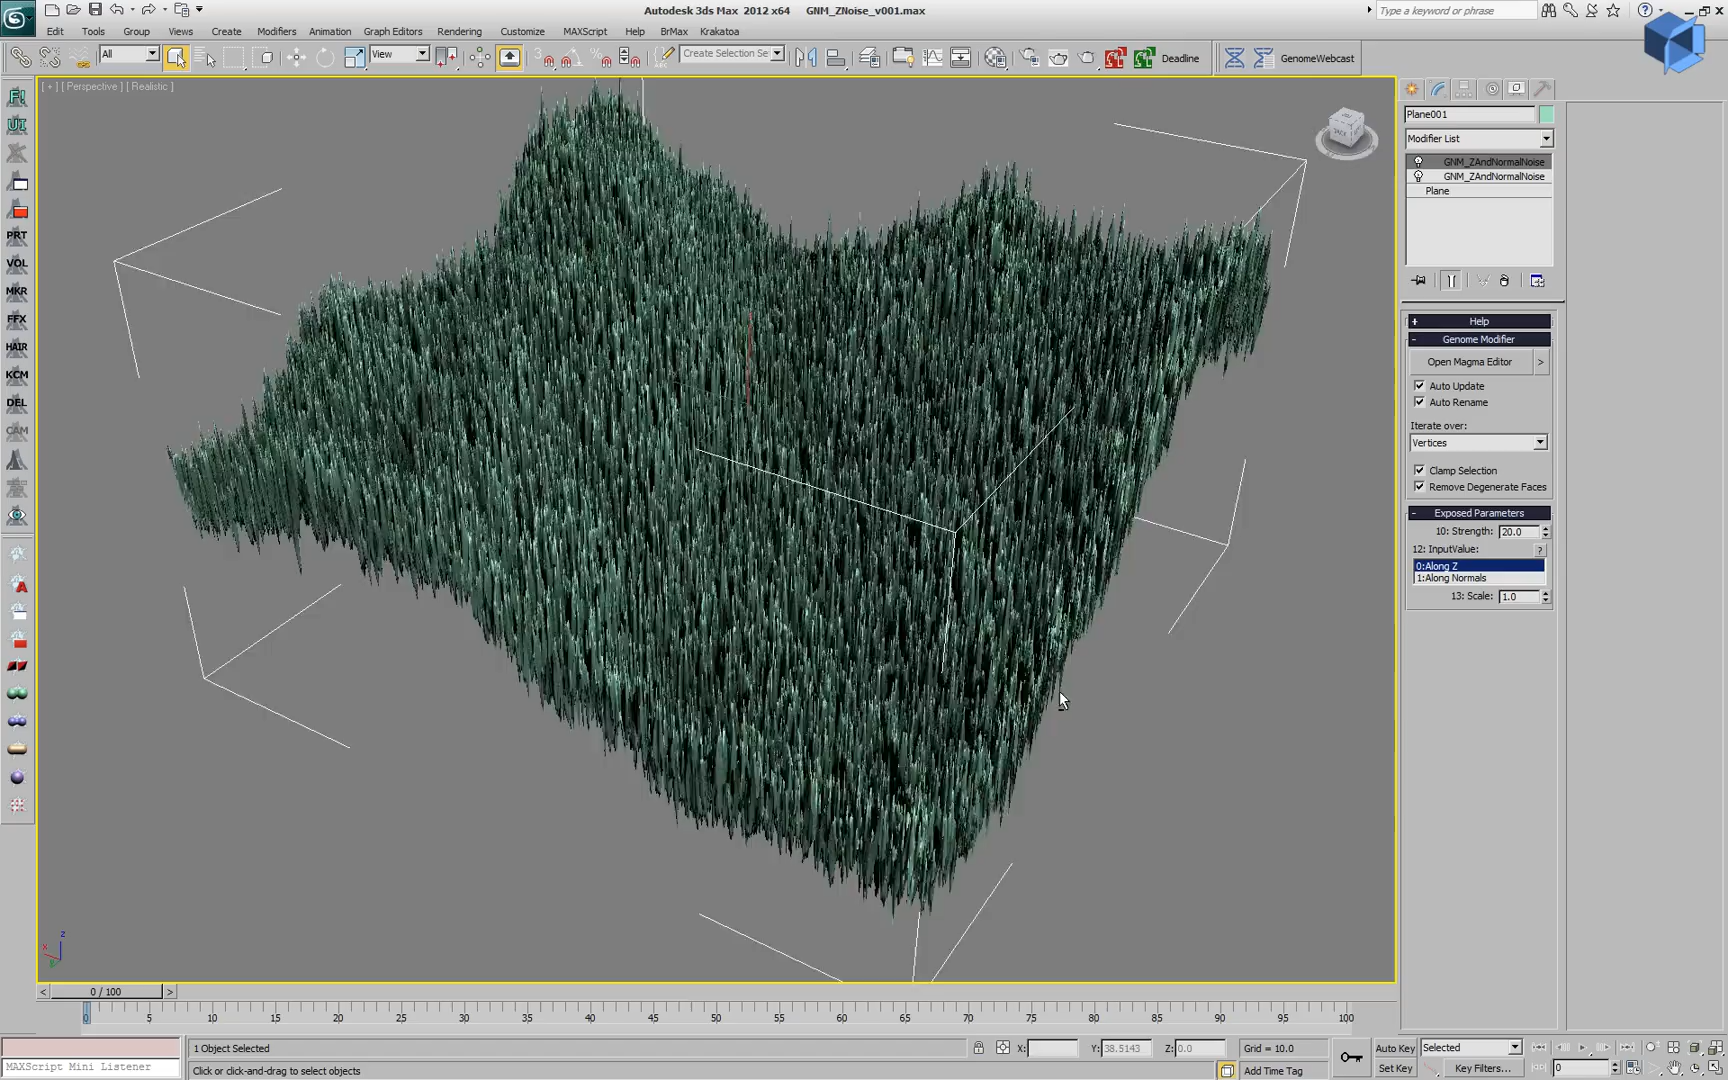 Autodesk 3ds Max 2012 x64 GNM_ZNoise_v001.max
Type a keyword or phrase
Edit Tools Group Views Create Modifiers Animation Graph Editors Rendering Customize MAXScript Help BrMax Krakatoa
All View Create Selection Se Deadline GenomeWebcast
[ + ] [ Perspective ] [ Realistic ]
F!
UI
PRT
VOL
MKR
FFX
HAIR
KCM
DEL
CAM
Plane001
Modifier List
GNM_ZAndNormalNoise
GNM_ZAndNormalNoise
Plane
+ Help
- Genome Modifier
Open Magma Editor >
Auto Update
Auto Rename
Iterate over:
Vertices
Clamp Selection
Remove Degenerate Faces
- Exposed Parameters
10: Strength: 20.0
12: InputValue: ?
0:Along Z
1:Along Normals
13: Scale: 1.0
z
x
y
< 0 / 100 >
0 5 10 15 20 25 30 35 40 45 50 55 60 65 70 75 80 85 90 95 100
1 Object Selected X: Y: 38.5143 Z: 0.0 Grid = 10.0 Auto Key Selected
MAXScript Mini Listener Click or click-and-drag to select objects Add Time Tag Set Key Key Filters... 0